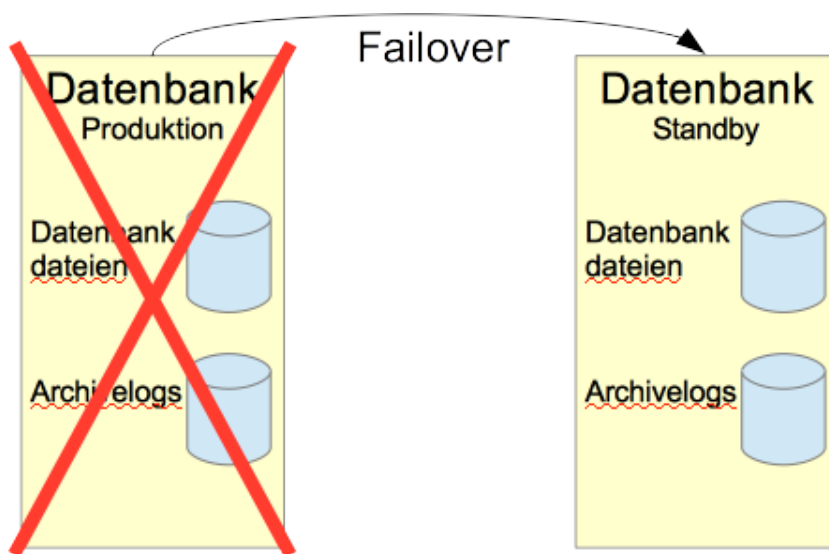 Failover
Datenbank
Produktion
Datenbank
dateien
Archivelogs
Datenbank
Standby
Datenbank
dateien
Archivelogs